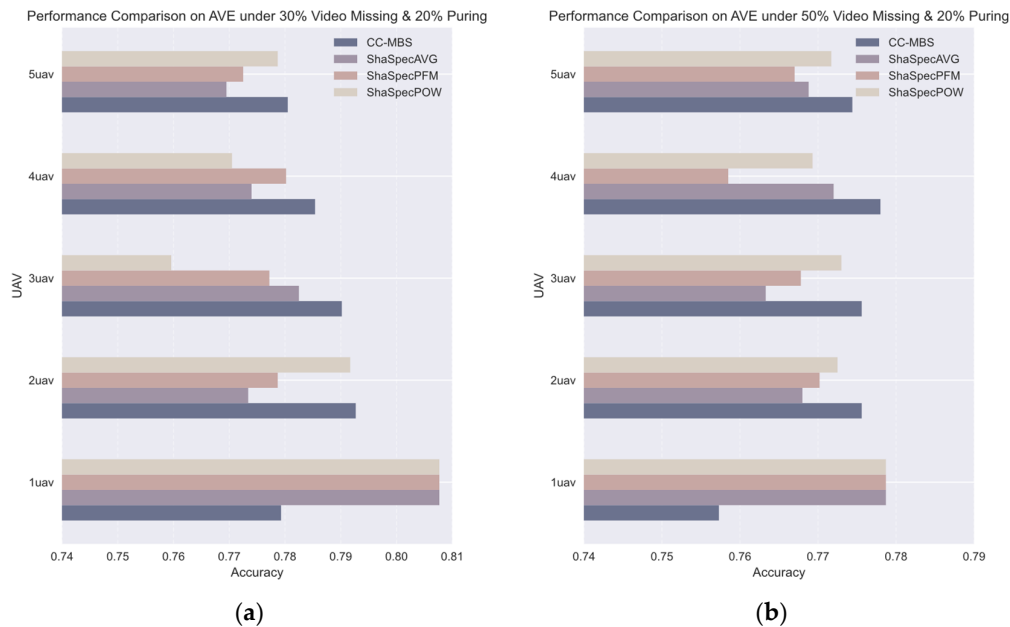 Performance Comparison on AVE under 30% Video Missing & 20% Puring
CC-MBS
ShaSpecAVG
ShaSpecPFM
ShaSpecPOW
5uav
4uav
3uav
2uav
1uav
UAV
0.74 0.75 0.76 0.77 0.78 0.79 0.80 0.81
Accuracy
(a)
Performance Comparison on AVE under 50% Video Missing & 20% Puring
CC-MBS
ShaSpecAVG
ShaSpecPFM
ShaSpecPOW
5uav
4uav
3uav
2uav
1uav
UAV
0.74 0.75 0.76 0.77 0.78 0.79
Accuracy
(b)